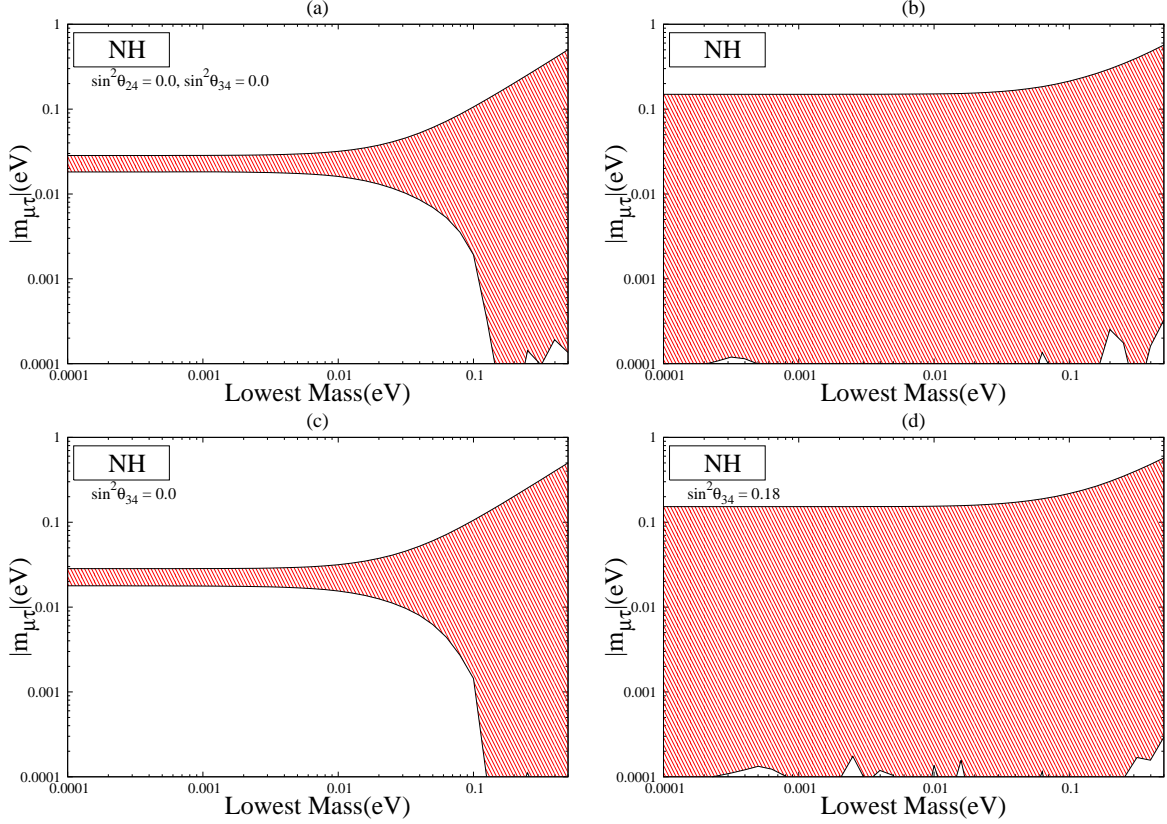 (a)
NH
sin²θ₂₄ = 0.0, sin²θ₃₄ = 0.0
|m_μτ|(eV)
1
0.1
0.01
0.001
0.0001
0.0001 0.001 0.01 0.1
Lowest Mass(eV)
(b)
NH
|m_μτ|(eV)
1
0.1
0.01
0.001
0.0001
0.0001 0.001 0.01 0.1
Lowest Mass(eV)
(c)
NH
sin²θ₃₄ = 0.0
|m_μτ|(eV)
1
0.1
0.01
0.001
0.0001
0.0001 0.001 0.01 0.1
Lowest Mass(eV)
(d)
NH
sin²θ₃₄ = 0.18
|m_μτ|(eV)
1
0.1
0.01
0.001
0.0001
0.0001 0.001 0.01 0.1
Lowest Mass(eV)